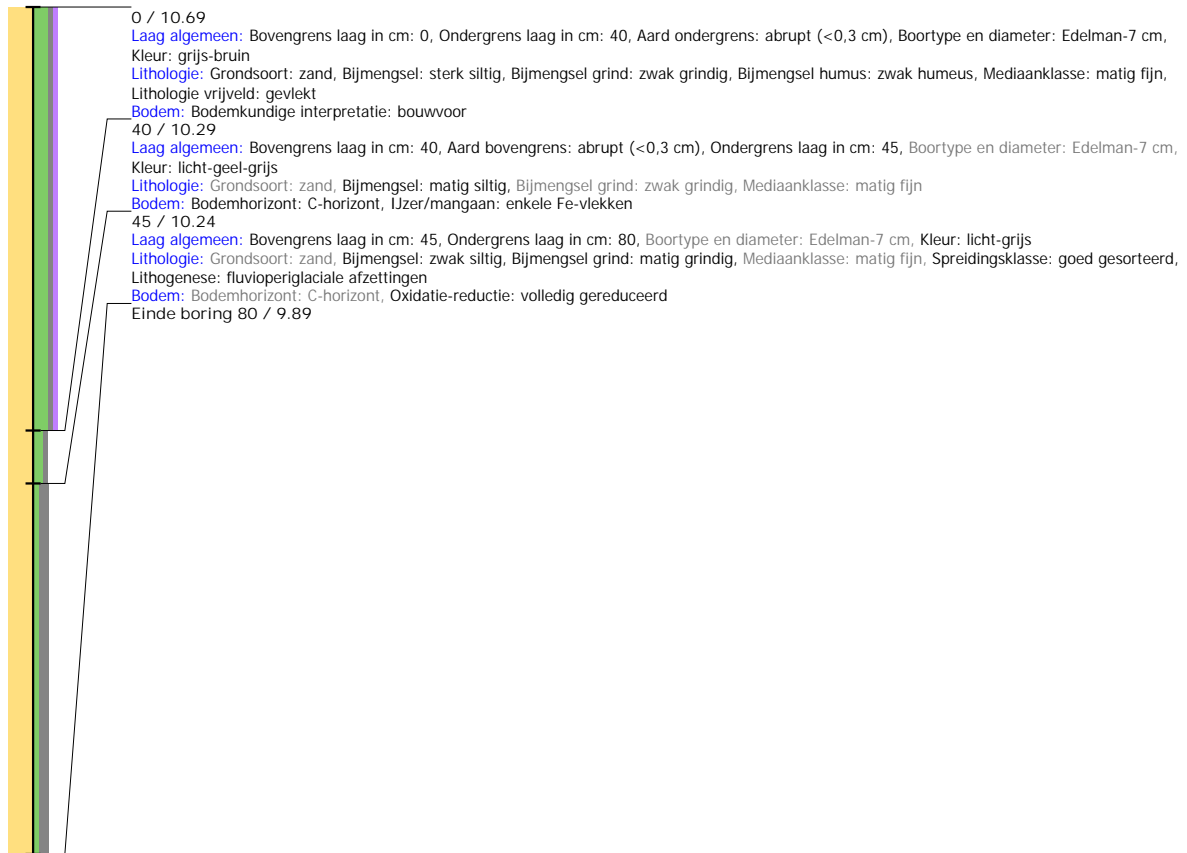 0 / 10.69
Laag algemeen: Bovengrens laag in cm: 0, Ondergrens laag in cm: 40, Aard ondergrens: abrupt (<0,3 cm), Boortype en diameter: Edelman-7 cm,
Kleur: grijs-bruin
Lithologie: Grondsoort: zand, Bijmengsel: sterk siltig, Bijmengsel grind: zwak grindig, Bijmengsel humus: zwak humeus, Mediaanklasse: matig fijn,
Lithologie vrijveld: gevlekt
Bodem: Bodemkundige interpretatie: bouwvoor
40 / 10.29
Laag algemeen: Bovengrens laag in cm: 40, Aard bovengrens: abrupt (<0,3 cm), Ondergrens laag in cm: 45, Boortype en diameter: Edelman-7 cm,
Kleur: licht-geel-grijs
Lithologie: Grondsoort: zand, Bijmengsel: matig siltig, Bijmengsel grind: zwak grindig, Mediaanklasse: matig fijn
Bodem: Bodemhorizont: C-horizont, IJzer/mangaan: enkele Fe-vlekken
45 / 10.24
Laag algemeen: Bovengrens laag in cm: 45, Ondergrens laag in cm: 80, Boortype en diameter: Edelman-7 cm, Kleur: licht-grijs
Lithologie: Grondsoort: zand, Bijmengsel: zwak siltig, Bijmengsel grind: matig grindig, Mediaanklasse: matig fijn, Spreidingsklasse: goed gesorteerd,
Lithogenese: fluvioperiglaciale afzettingen
Bodem: Bodemhorizont: C-horizont, Oxidatie-reductie: volledig gereduceerd
Einde boring 80 / 9.89